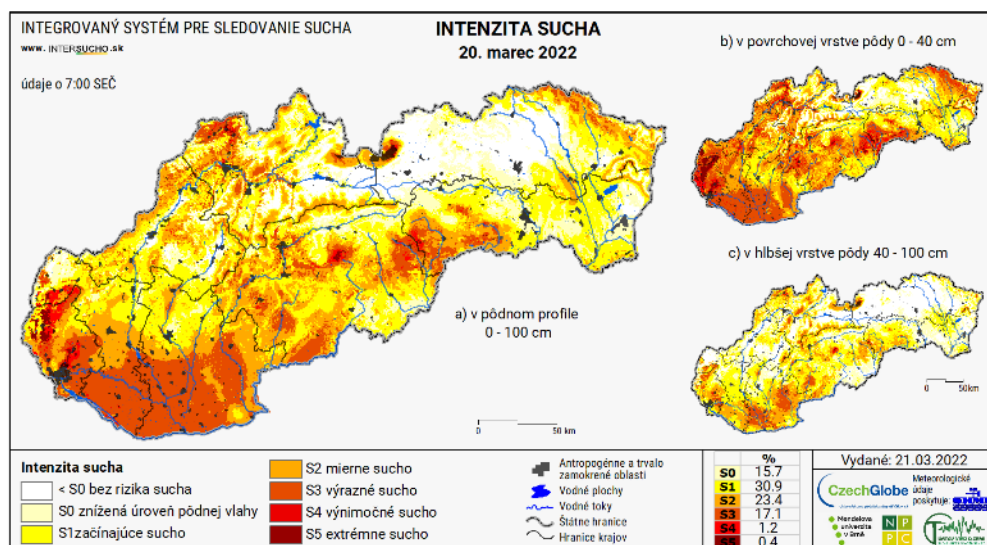 INTEGROVANÝ SYSTÉM PRE SLEDOVANIE SUCHA
www. INTERSUCHO.sk
údaje o 7:00 SEČ
INTENZITA SUCHA
20. marec 2022
b) v povrchovej vrstve pôdy 0 - 40 cm
c) v hlbšej vrstve pôdy 40 - 100 cm
a) v pôdnom profile
0 - 100 cm
0 50 km
0 50km
Intenzita sucha
< S0 bez rizika sucha
S0 znížená úroveň pôdnej vlahy
S1začínajúce sucho
S2 mierne sucho
S3 výrazné sucho
S4 výnimočné sucho
S5 extrémne sucho
Antropogénne a trvalo
zamokrené oblasti
Vodné plochy
Vodné toky
Štátne hranice
Hranice krajov
%
S0 15.7
S1 30.9
S2 23.4
S3 17.1
S4 1.2
S5 0.4
Vydané: 21.03.2022
CzechGlobe
Meteorologické
údaje
poskytuje:
Mendelova
univerzita
v Brně
N P
P C